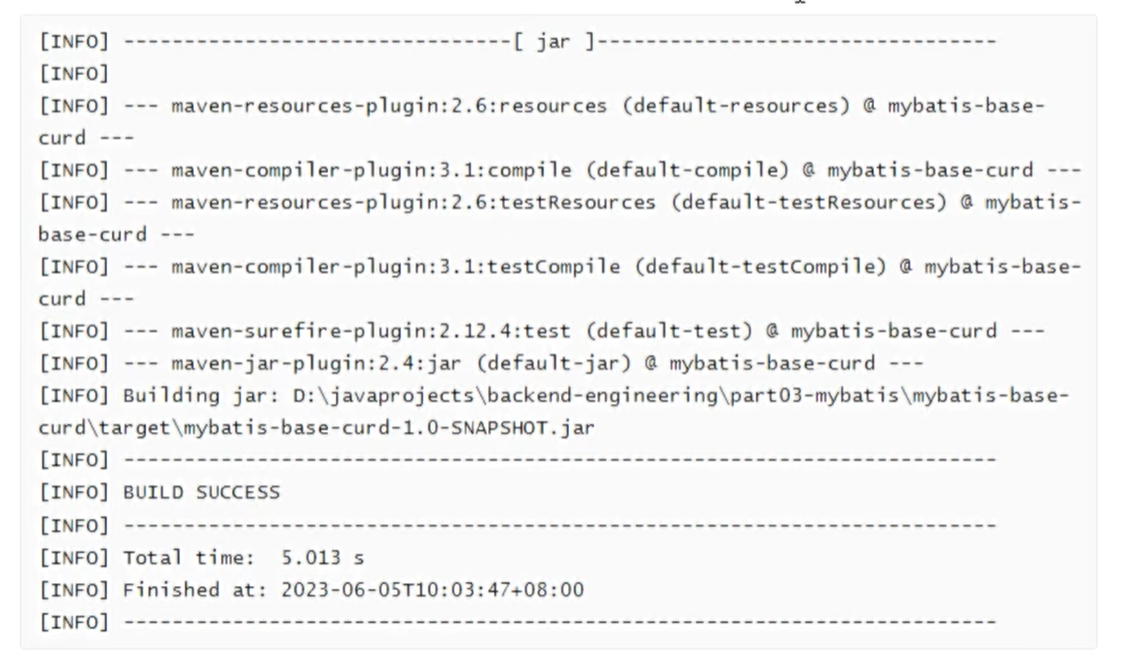 [INFO] --------------------------------[ jar ]---------------------------------
[INFO]
[INFO] --- maven-resources-plugin:2.6:resources (default-resources) @ mybatis-base-
curd ---
[INFO] --- maven-compiler-plugin:3.1:compile (default-compile) @ mybatis-base-curd ---
[INFO] --- maven-resources-plugin:2.6:testResources (default-testResources) @ mybatis-
base-curd ---
[INFO] --- maven-compiler-plugin:3.1:testCompile (default-testCompile) @ mybatis-base-
curd ---
[INFO] --- maven-surefire-plugin:2.12.4:test (default-test) @ mybatis-base-curd ---
[INFO] --- maven-jar-plugin:2.4:jar (default-jar) @ mybatis-base-curd ---
[INFO] Building jar: D:\javaprojects\backend-engineering\part03-mybatis\mybatis-base-
curd\target\mybatis-base-curd-1.0-SNAPSHOT.jar
[INFO] ------------------------------------------------------------------------
[INFO] BUILD SUCCESS
[INFO] ------------------------------------------------------------------------
[INFO] Total time:  5.013 s
[INFO] Finished at: 2023-06-05T10:03:47+08:00
[INFO] ------------------------------------------------------------------------